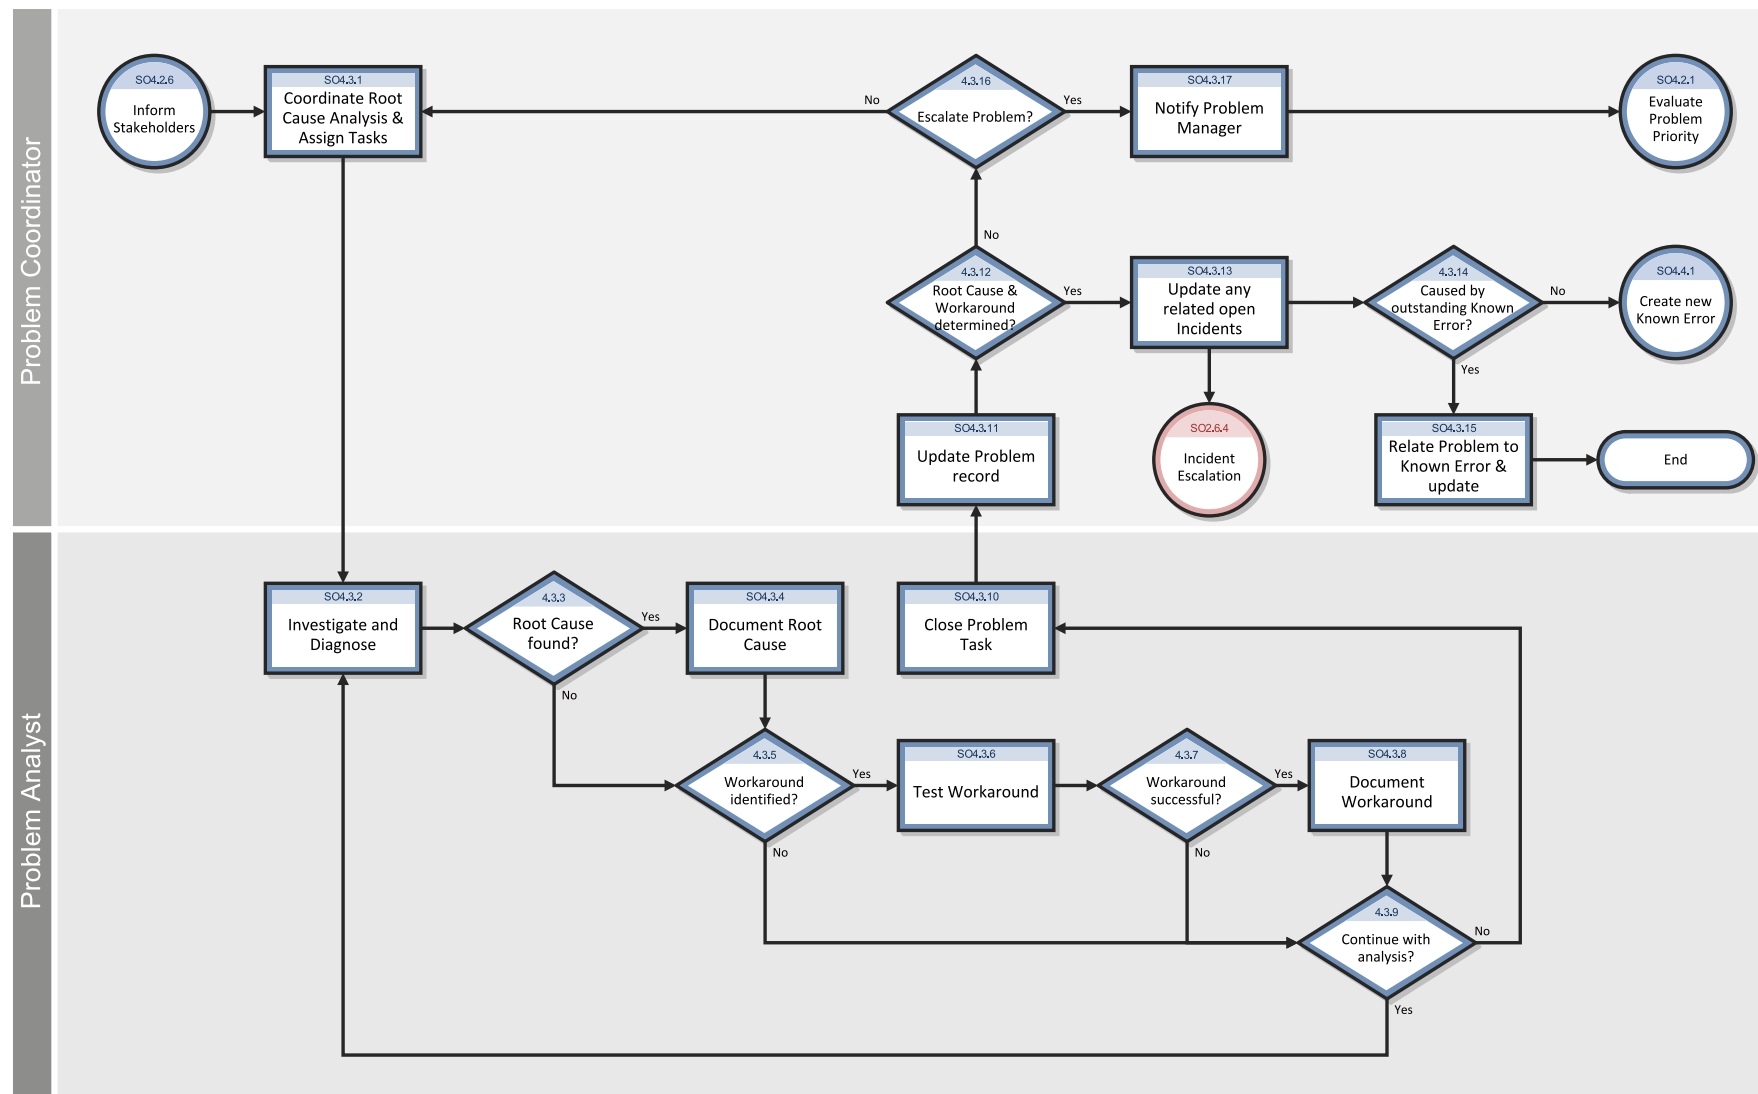 Problem Coordinator
SO4.2.6
Inform
Stakeholders
SO4.3.1
Coordinate Root
Cause Analysis &
Assign Tasks
No
4.3.16
Escalate Problem?
Yes
SO4.3.17
Notify Problem
Manager
SO4.2.1
Evaluate
Problem
Priority
No
4.3.12
Root Cause &
Workaround
determined?
Yes
SO4.3.13
Update any
related open
Incidents
4.3.14
Caused by
outstanding Known
Error?
No
SO4.4.1
Create new
Known Error
Yes
SO4.3.11
Update Problem
record
SO2.6.4
Incident
Escalation
SO4.3.15
Relate Problem to
Known Error &
update
End
Problem Analyst
SO4.3.2
Investigate and
Diagnose
4.3.3
Root Cause
found?
Yes
No
SO4.3.4
Document Root
Cause
SO4.3.10
Close Problem
Task
4.3.5
Workaround
identified?
Yes
No
SO4.3.6
Test Workaround
4.3.7
Workaround
successful?
Yes
No
SO4.3.8
Document
Workaround
4.3.9
Continue with
analysis?
No
Yes